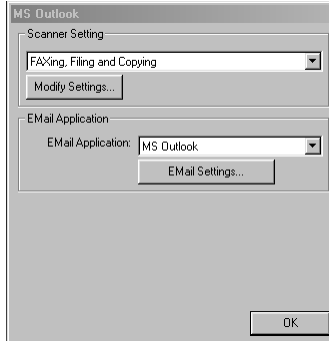 MS Outlook
Scanner Setting
FAXing, Filing and Copying
Modify Settings...
EMail Application
EMail Application: MS Outlook
EMail Settings...
OK